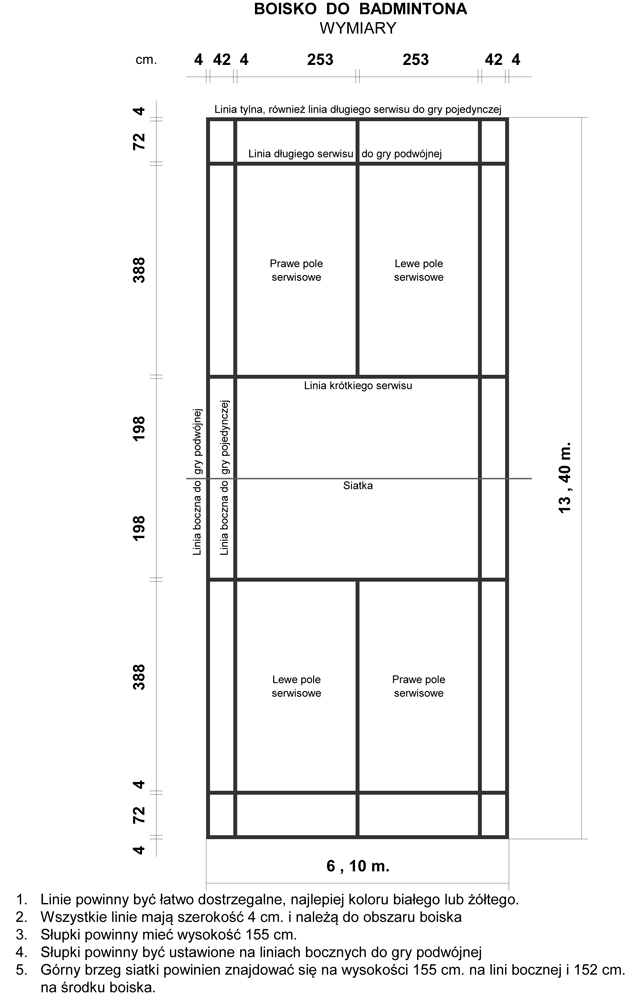 BOISKO DO BADMINTONA
WYMIARY
cm. 4 42 4 253 253 42 4
4
Linia tylna, również linia długiego serwisu do gry pojedynczej
72
Linia długiego serwisu do gry podwójnej
388
Prawe pole
serwisowe
Lewe pole
serwisowe
Linia krótkiego serwisu
198
Linia boczna do gry podwójnej
Linia boczna do gry pojedynczej
13 , 40 m.
Siatka
198
388
Lewe pole
serwisowe
Prawe pole
serwisowe
4
72
4
6 , 10 m.
1. Linie powinny być łatwo dostrzegalne, najlepiej koloru białego lub żółtego.
2. Wszystkie linie mają szerokość 4 cm. i należą do obszaru boiska
3. Słupki powinny mieć wysokość 155 cm.
4. Słupki powinny być ustawione na liniach bocznych do gry podwójnej
5. Górny brzeg siatki powinien znajdować się na wysokości 155 cm. na lini bocznej i 152 cm.
na środku boiska.